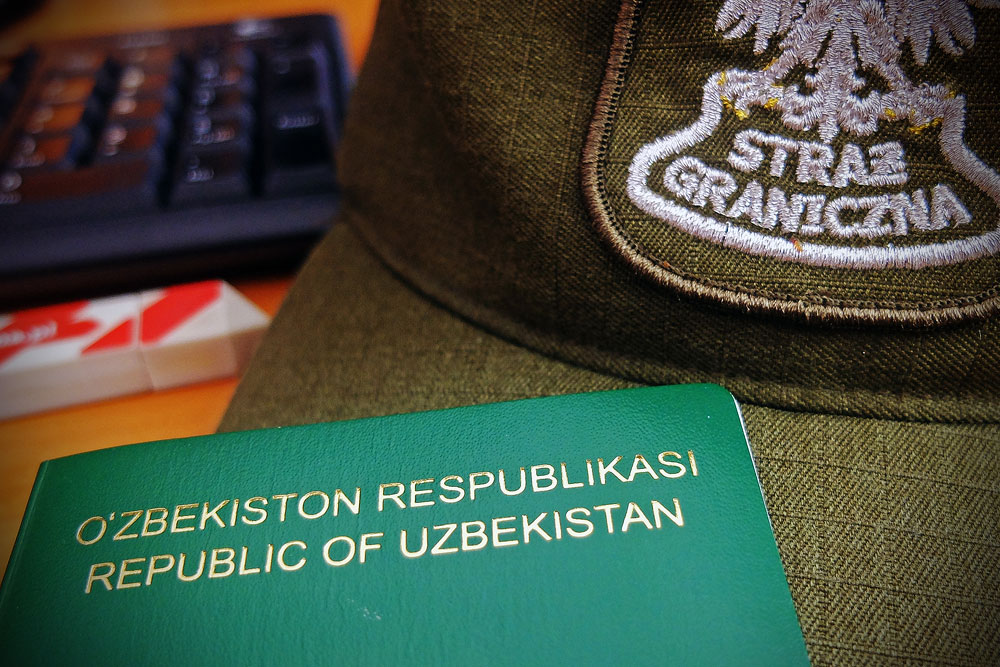 STRAŻ
GRANICZNA
O‘ZBEKISTON RESPUBLIKASI
REPUBLIC OF UZBEKISTAN